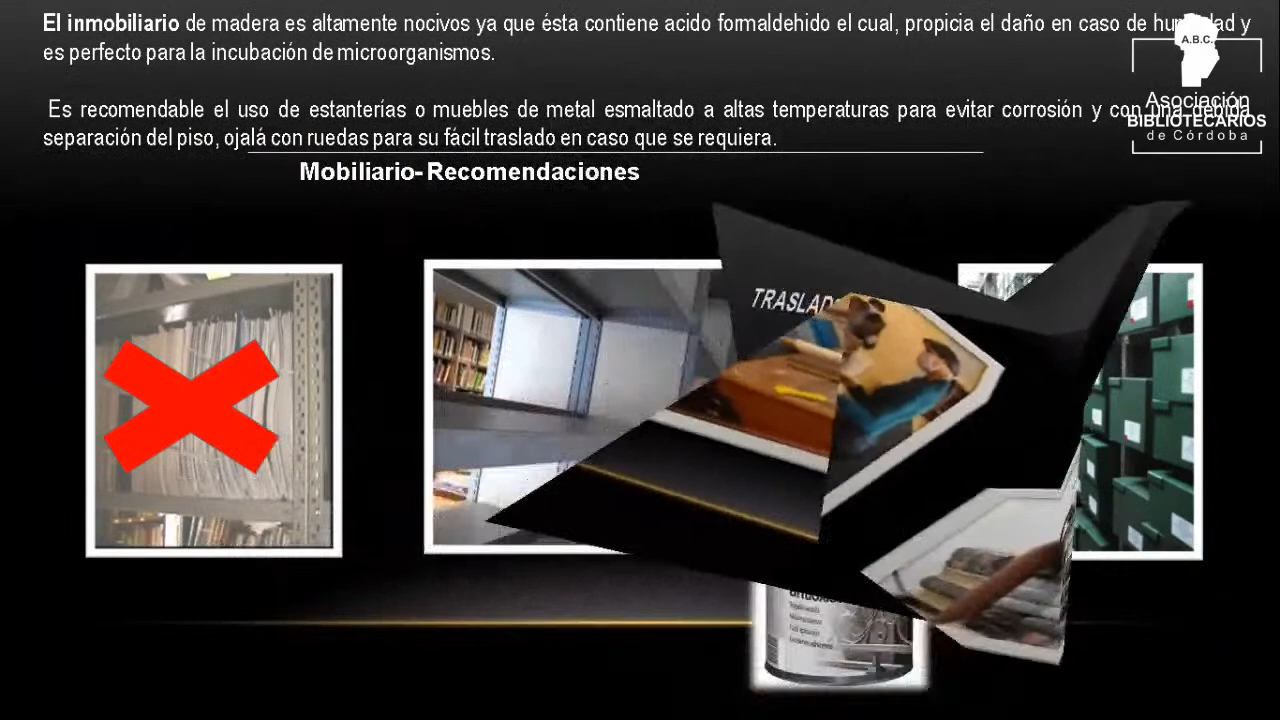 El inmobiliario de madera es altamente nocivos ya que ésta contiene acido formaldehido el cual, propicia el daño en caso de humedad y
es perfecto para la incubación de microorganismos.
Es recomendable el uso de estanterías o muebles de metal esmaltado a altas temperaturas para evitar corrosión y con una debida
separación del piso, ojalá con ruedas para su fácil traslado en caso que se requiera.
A.B.C.
Asociación
BIBLIOTECARIOS
de Córdoba
Mobiliario- Recomendaciones